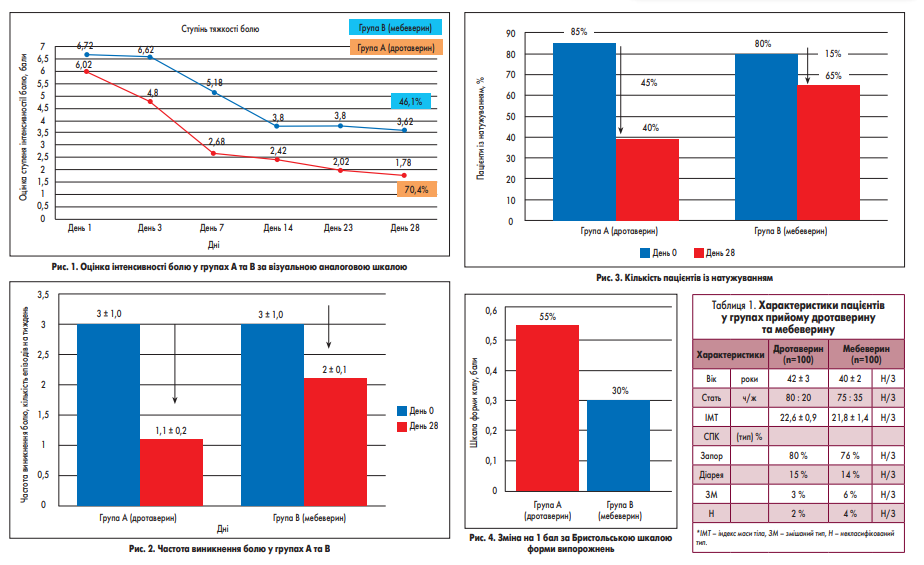 Ступінь тяжкості болю
Група В (мебеверин)
Група А (дротаверин)
Оцінка ступеня інтенсивності болю, бали
7
6,5
6
5,5
5
4,5
4
3,5
3
2,5
2
1,5
1
0,5
0
6,72
6,62
5,18
3,8
3,8
3,62
6,02
4,8
2,68
2,42
2,02
1,78
46,1%
70,4%
День 1
День 3
День 7
День 14
День 23
День 28
Дні
Рис. 1. Оцінка інтенсивності болю у групах А та В за візуальною аналоговою шкалою
Частота виникнення болю, кількість епізодів на тиждень
3,5
3
2,5
2
1,5
1
0,5
0
3 ± 1,0
1,1 ± 0,2
3 ± 1,0
2 ± 0,1
День 0
День 28
Група А (дротаверин)
Група В (мебеверин)
Дні
Рис. 2. Частота виникнення болю у групах А та В
Пацієнти із натужуванням, %
90
80
70
60
50
40
30
20
10
0
85%
45%
40%
80%
15%
65%
Група А (дротаверин)
Група В (мебеверин)
День 0
День 28
Рис. 3. Кількість пацієнтів із натужуванням
Шкала форми калу, бали
0,6
0,5
0,4
0,3
0,2
0,1
0
55%
30%
Група А
(дротаверин)
Група В
(мебеверин)
Рис. 4. Зміна на 1 бал за Бристольською шкалою
форми випорожнень
Таблиця 1. Характеристики пацієнтів
у групах прийому дротаверину
та мебеверину
Характеристики Дротаверин (n=100) Мебеверин (n=100)
Вік роки 42 ± 3 40 ± 2 Н/З
Стать ч/ж 80 : 20 75 : 35 Н/З
ІМТ 22,6 ± 0,9 21,8 ± 1,4 Н/З
СПК (тип) %
Запор 80 % 76 % Н/З
Діарея 15 % 14 % Н/З
ЗМ 3 % 6 % Н/З
Н 2 % 4 % Н/З
*ІМТ – індекс маси тіла, ЗМ – змішаний тип, Н – некласифікований
тип.